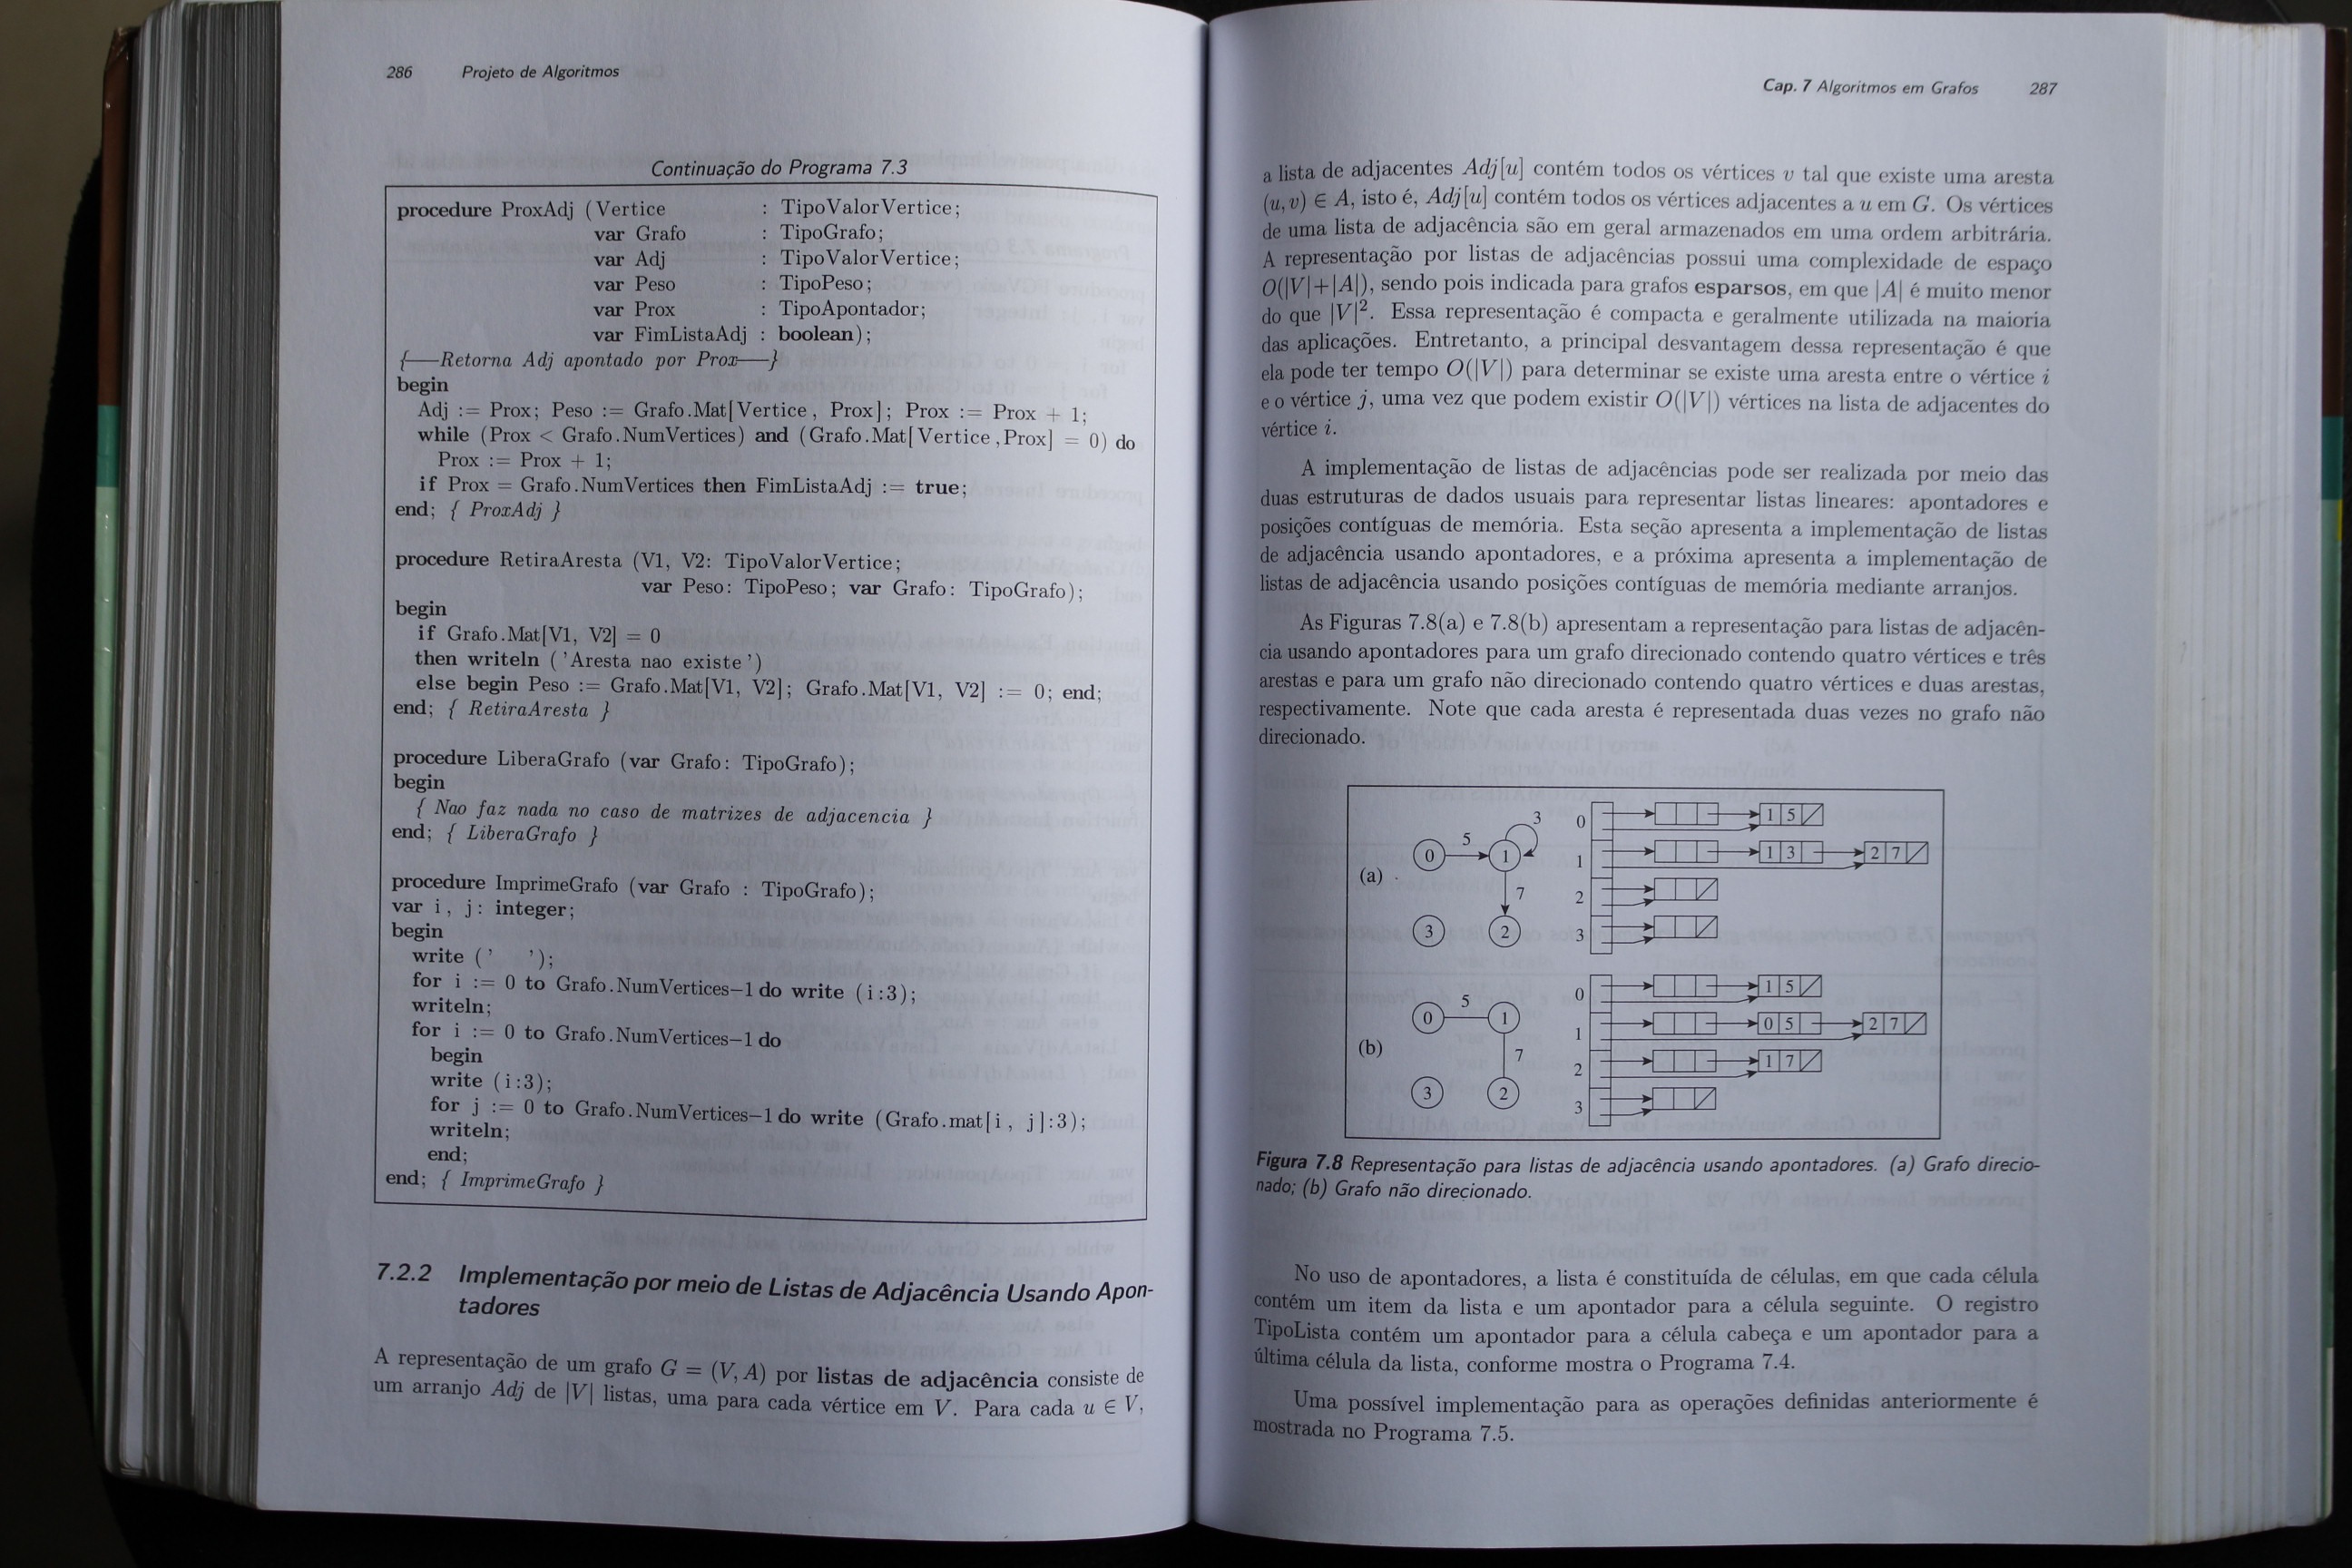 286 Projeto de Algoritmos
Continuação do Programa 7.3
procedure ProxAdj (Vertice : TipoValorVertice;
var Grafo : TipoGrafo;
var Adj : TipoValorVertice;
var Peso : TipoPeso;
var Prox : TipoApontador;
var FimListaAdj : boolean);
{—Retorna Adj apontado por Prox—}
begin
Adj := Prox; Peso := Grafo.Mat[Vertice, Prox]; Prox := Prox + 1;
while (Prox < Grafo.NumVertices) and (Grafo.Mat[Vertice,Prox] = 0) do
Prox := Prox + 1;
if Prox = Grafo.NumVertices then FimListaAdj := true;
end; { ProxAdj }
procedure RetiraAresta (V1, V2: TipoValorVertice;
var Peso: TipoPeso; var Grafo: TipoGrafo);
begin
if Grafo.Mat[V1, V2] = 0
then writeln ('Aresta nao existe')
else begin Peso := Grafo.Mat[V1, V2]; Grafo.Mat[V1, V2] := 0; end;
end; { RetiraAresta }
procedure LiberaGrafo (var Grafo: TipoGrafo);
begin
{ Nao faz nada no caso de matrizes de adjacencia }
end; { LiberaGrafo }
procedure ImprimeGrafo (var Grafo : TipoGrafo);
var i, j: integer;
begin
write ('   ');
for i := 0 to Grafo.NumVertices-1 do write (i:3);
writeln;
for i := 0 to Grafo.NumVertices-1 do
begin
write (i:3);
for j := 0 to Grafo.NumVertices-1 do write (Grafo.mat[i, j]:3);
writeln;
end;
end; { ImprimeGrafo }
7.2.2 Implementação por meio de Listas de Adjacência Usando Apon-
tadores
A representação de um grafo G = (V, A) por listas de adjacência consiste de
um arranjo Adj de |V| listas, uma para cada vértice em V. Para cada u ∈ V,
Cap. 7 Algoritmos em Grafos 287
a lista de adjacentes Adj[u] contém todos os vértices v tal que existe uma aresta
(u, v) ∈ A, isto é, Adj[u] contém todos os vértices adjacentes a u em G. Os vértices
de uma lista de adjacência são em geral armazenados em uma ordem arbitrária.
A representação por listas de adjacências possui uma complexidade de espaço
O(|V|+|A|), sendo pois indicada para grafos esparsos, em que |A| é muito menor
do que |V|². Essa representação é compacta e geralmente utilizada na maioria
das aplicações. Entretanto, a principal desvantagem dessa representação é que
ela pode ter tempo O(|V|) para determinar se existe uma aresta entre o vértice i
e o vértice j, uma vez que podem existir O(|V|) vértices na lista de adjacentes do
vértice i.
A implementação de listas de adjacências pode ser realizada por meio das
duas estruturas de dados usuais para representar listas lineares: apontadores e
posições contíguas de memória. Esta seção apresenta a implementação de listas
de adjacência usando apontadores, e a próxima apresenta a implementação de
listas de adjacência usando posições contíguas de memória mediante arranjos.
As Figuras 7.8(a) e 7.8(b) apresentam a representação para listas de adjacên-
cia usando apontadores para um grafo direcionado contendo quatro vértices e três
arestas e para um grafo não direcionado contendo quatro vértices e duas arestas,
respectivamente. Note que cada aresta é representada duas vezes no grafo não
direcionado.
(a)
0 5 1 3
7
3 2
0 1 5
1 1 3 2 7
2
3
(b)
0 5 1
7
3 2
0 1 5
1 0 5 2 7
2 1 7
3
Figura 7.8 Representação para listas de adjacência usando apontadores. (a) Grafo direcio-
nado; (b) Grafo não direcionado.
No uso de apontadores, a lista é constituída de células, em que cada célula
contém um item da lista e um apontador para a célula seguinte. O registro
TipoLista contém um apontador para a célula cabeça e um apontador para a
última célula da lista, conforme mostra o Programa 7.4.
Uma possível implementação para as operações definidas anteriormente é
mostrada no Programa 7.5.